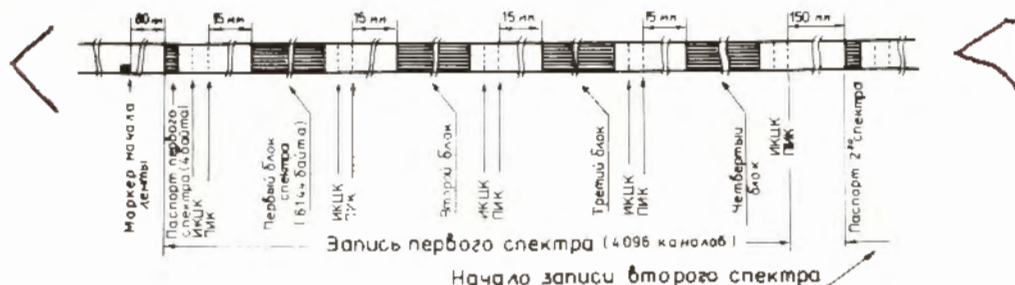 80 мм
15 мм
15 мм
15 мм
15 мм
150 мм
Маркер начала
ленты
Паспорт первого
спектра (4 байта)
ИКЦК
ПИК
Первый блок
спектра
(6144 байта)
ИКЦК
ПИК
Второй блок
ИКЦК
ПИК
Третий блок
ИКЦК
ПИК
Четвертый
блок
ИКЦК
ПИК
Паспорт 2го спектра
Запись первого спектра (4096 каналов)
Начало записи второго спектра